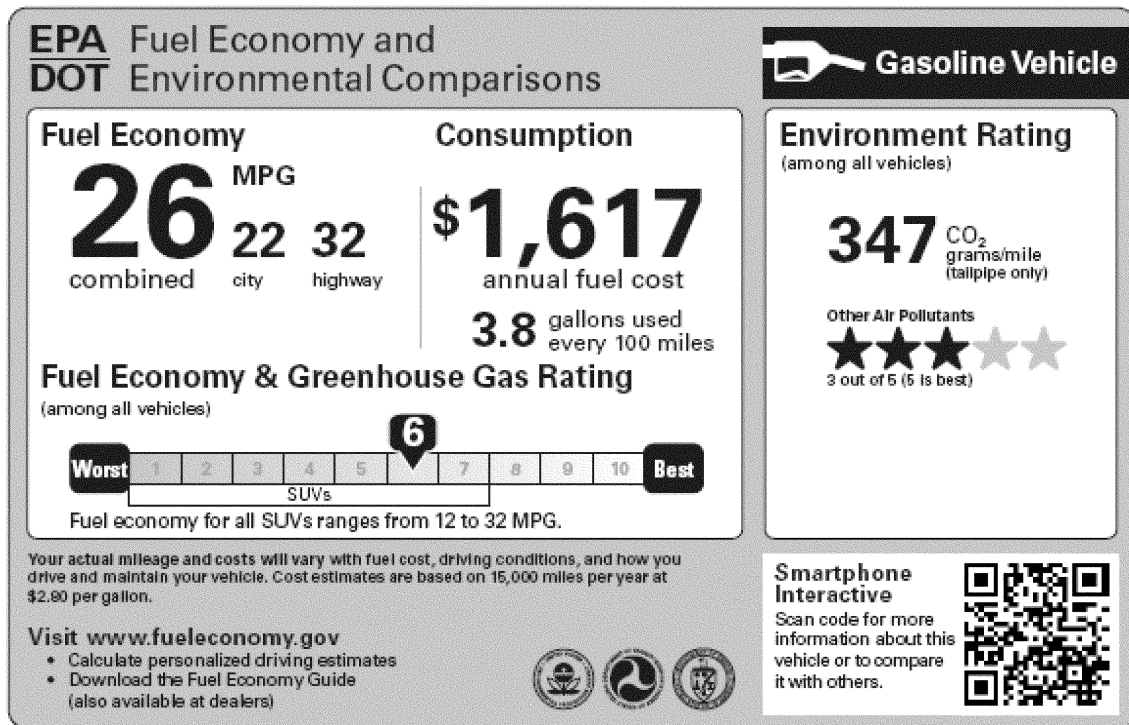 EPA
DOT
Fuel Economy and
Environmental Comparisons
Gasoline Vehicle
Fuel Economy
26
combined
MPG
22
city
32
highway
Consumption
$1,617
annual fuel cost
3.8 gallons used
every 100 miles
Fuel Economy & Greenhouse Gas Rating
(among all vehicles)
6
Worst 1 2 3 4 5 7 8 9 10 Best
SUVs
Fuel economy for all SUVs ranges from 12 to 32 MPG.
Environment Rating
(among all vehicles)
347 CO2
grams/mile
(tailpipe only)
Other Air Pollutants
3 out of 5 (5 is best)
Your actual mileage and costs will vary with fuel cost, driving conditions, and how you
drive and maintain your vehicle. Cost estimates are based on 15,000 miles per year at
$2.80 per gallon.
Visit www.fueleconomy.gov
• Calculate personalized driving estimates
• Download the Fuel Economy Guide
(also available at dealers)
Smartphone
Interactive
Scan code for more
information about this
vehicle or to compare
it with others.